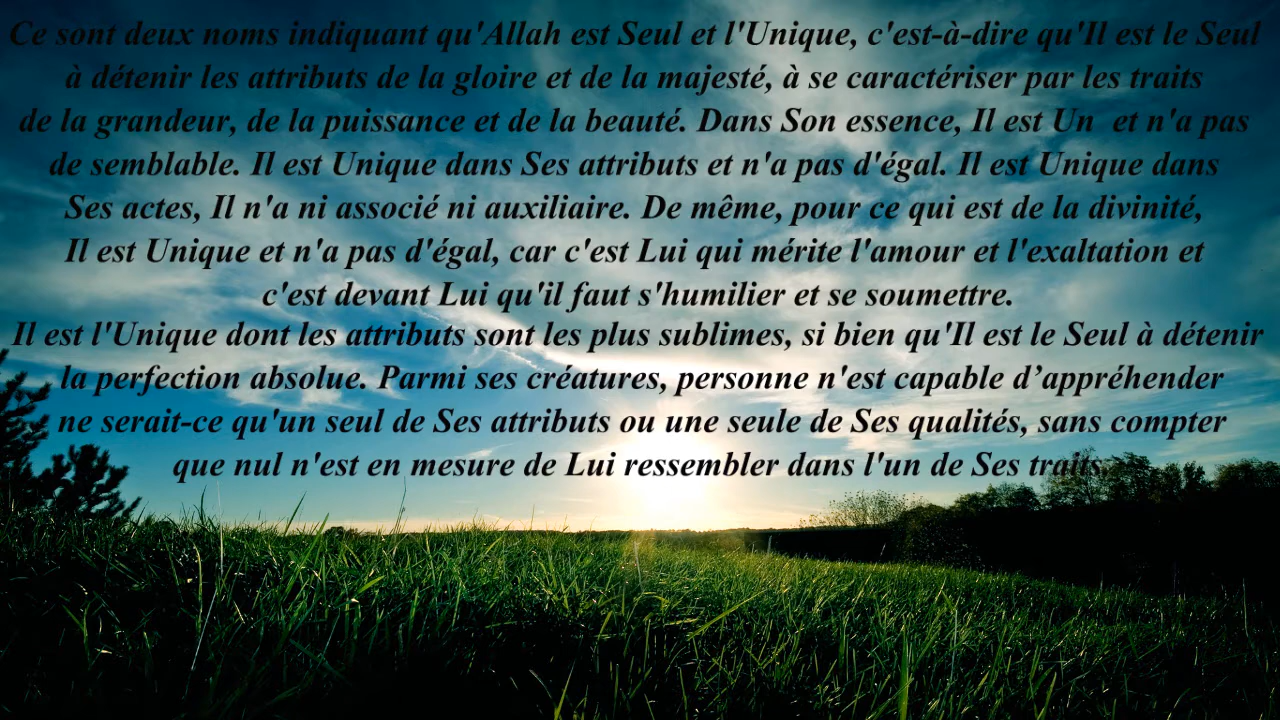 Ce sont deux noms indiquant qu'Allah est Seul et l'Unique, c'est-à-dire qu'Il est le Seul
à détenir les attributs de la gloire et de la majesté, à se caractériser par les traits
de la grandeur, de la puissance et de la beauté. Dans Son essence, Il est Un et n'a pas
de semblable. Il est Unique dans Ses attributs et n'a pas d'égal. Il est Unique dans
Ses actes, Il n'a ni associé ni auxiliaire. De même, pour ce qui est de la divinité,
Il est Unique et n'a pas d'égal, car c'est Lui qui mérite l'amour et l'exaltation et
c'est devant Lui qu'il faut s'humilier et se soumettre.
Il est l'Unique dont les attributs sont les plus sublimes, si bien qu'Il est le Seul à détenir
la perfection absolue. Parmi ses créatures, personne n'est capable d’appréhender
ne serait-ce qu'un seul de Ses attributs ou une seule de Ses qualités, sans compter
que nul n'est en mesure de Lui ressembler dans l'un de Ses traits.